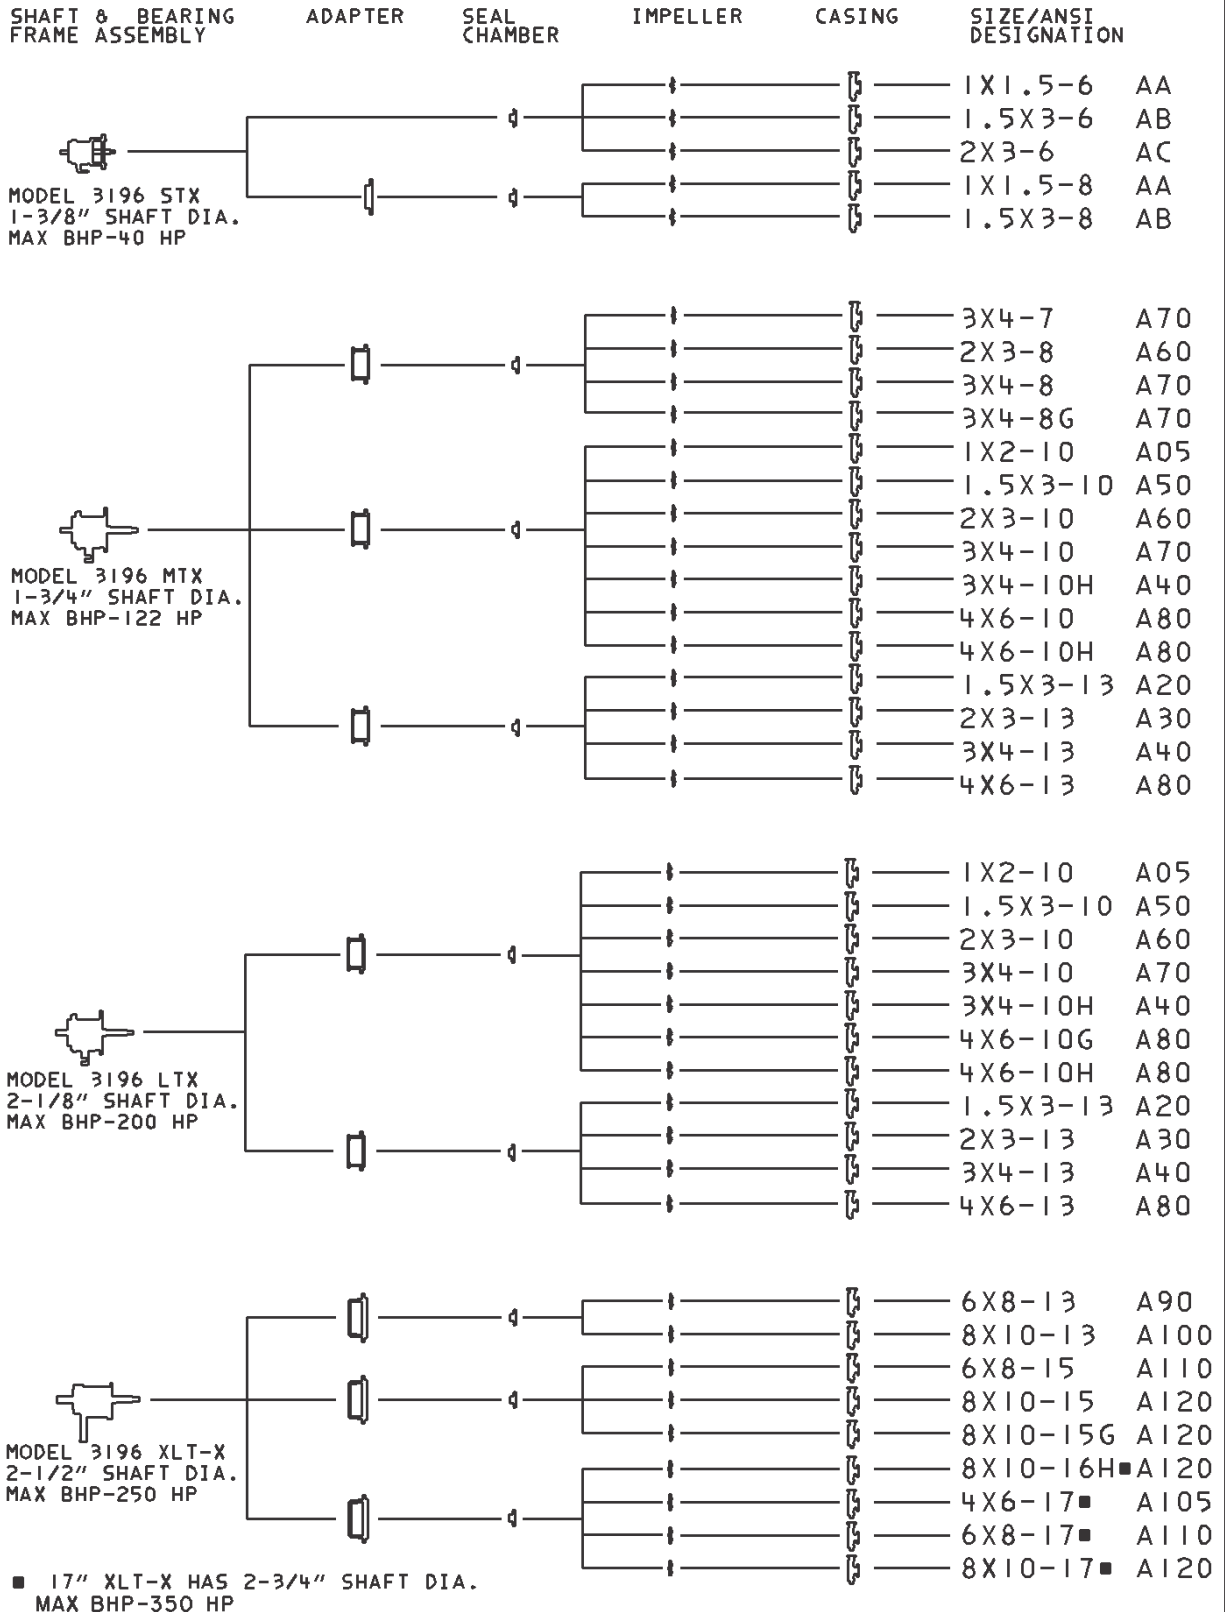 SHAFT & BEARING FRAME ASSEMBLY
ADAPTER
SEAL CHAMBER
IMPELLER
CASING
SIZE/ANSI DESIGNATION
1X1.5-6 AA
1.5X3-6 AB
2X3-6 AC
1X1.5-8 AA
1.5X3-8 AB
MODEL 3196 STX
1-3/8" SHAFT DIA.
MAX BHP-40 HP
3X4-7 A70
2X3-8 A60
3X4-8 A70
3X4-8G A70
1X2-10 A05
1.5X3-10 A50
2X3-10 A60
3X4-10 A70
3X4-10H A40
4X6-10 A80
4X6-10H A80
1.5X3-13 A20
2X3-13 A30
3X4-13 A40
4X6-13 A80
MODEL 3196 MTX
1-3/4" SHAFT DIA.
MAX BHP-122 HP
1X2-10 A05
1.5X3-10 A50
2X3-10 A60
3X4-10 A70
3X4-10H A40
4X6-10G A80
4X6-10H A80
1.5X3-13 A20
2X3-13 A30
3X4-13 A40
4X6-13 A80
MODEL 3196 LTX
2-1/8" SHAFT DIA.
MAX BHP-200 HP
6X8-13 A90
8X10-13 A100
6X8-15 A110
8X10-15 A120
8X10-15G A120
8X10-16H■ A120
4X6-17■ A105
6X8-17■ A110
8X10-17■ A120
MODEL 3196 XLT-X
2-1/2" SHAFT DIA.
MAX BHP-250 HP
■ 17" XLT-X HAS 2-3/4" SHAFT DIA.
MAX BHP-350 HP